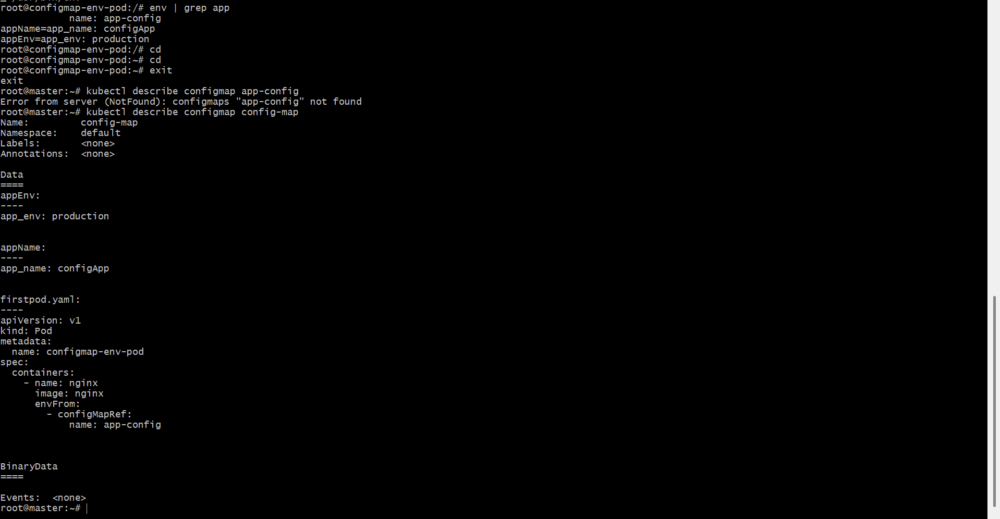 root@configmap-env-pod:/# env | grep app
            name: app-config
appName=app_name: configApp
appEnv=app_env: production
root@configmap-env-pod:/# cd
root@configmap-env-pod:~# cd
root@configmap-env-pod:~# exit
exit
root@master:~# kubectl describe configmap app-config
Error from server (NotFound): configmaps "app-config" not found
root@master:~# kubectl describe configmap config-map
Name:         config-map
Namespace:    default
Labels:       <none>
Annotations:  <none>

Data
====
appEnv:
----
app_env: production


appName:
----
app_name: configApp


firstpod.yaml:
----
apiVersion: v1
kind: Pod
metadata:
  name: configmap-env-pod
spec:
  containers:
    - name: nginx
      image: nginx
      envFrom:
        - configMapRef:
            name: app-config



BinaryData
====

Events:  <none>
root@master:~#